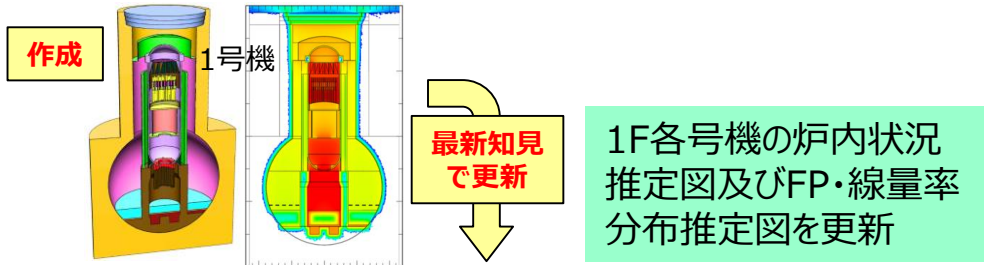 作成
1号機
最新知見
で更新
1F各号機の炉内状況
推定図及びFP・線量率
分布推定図を更新